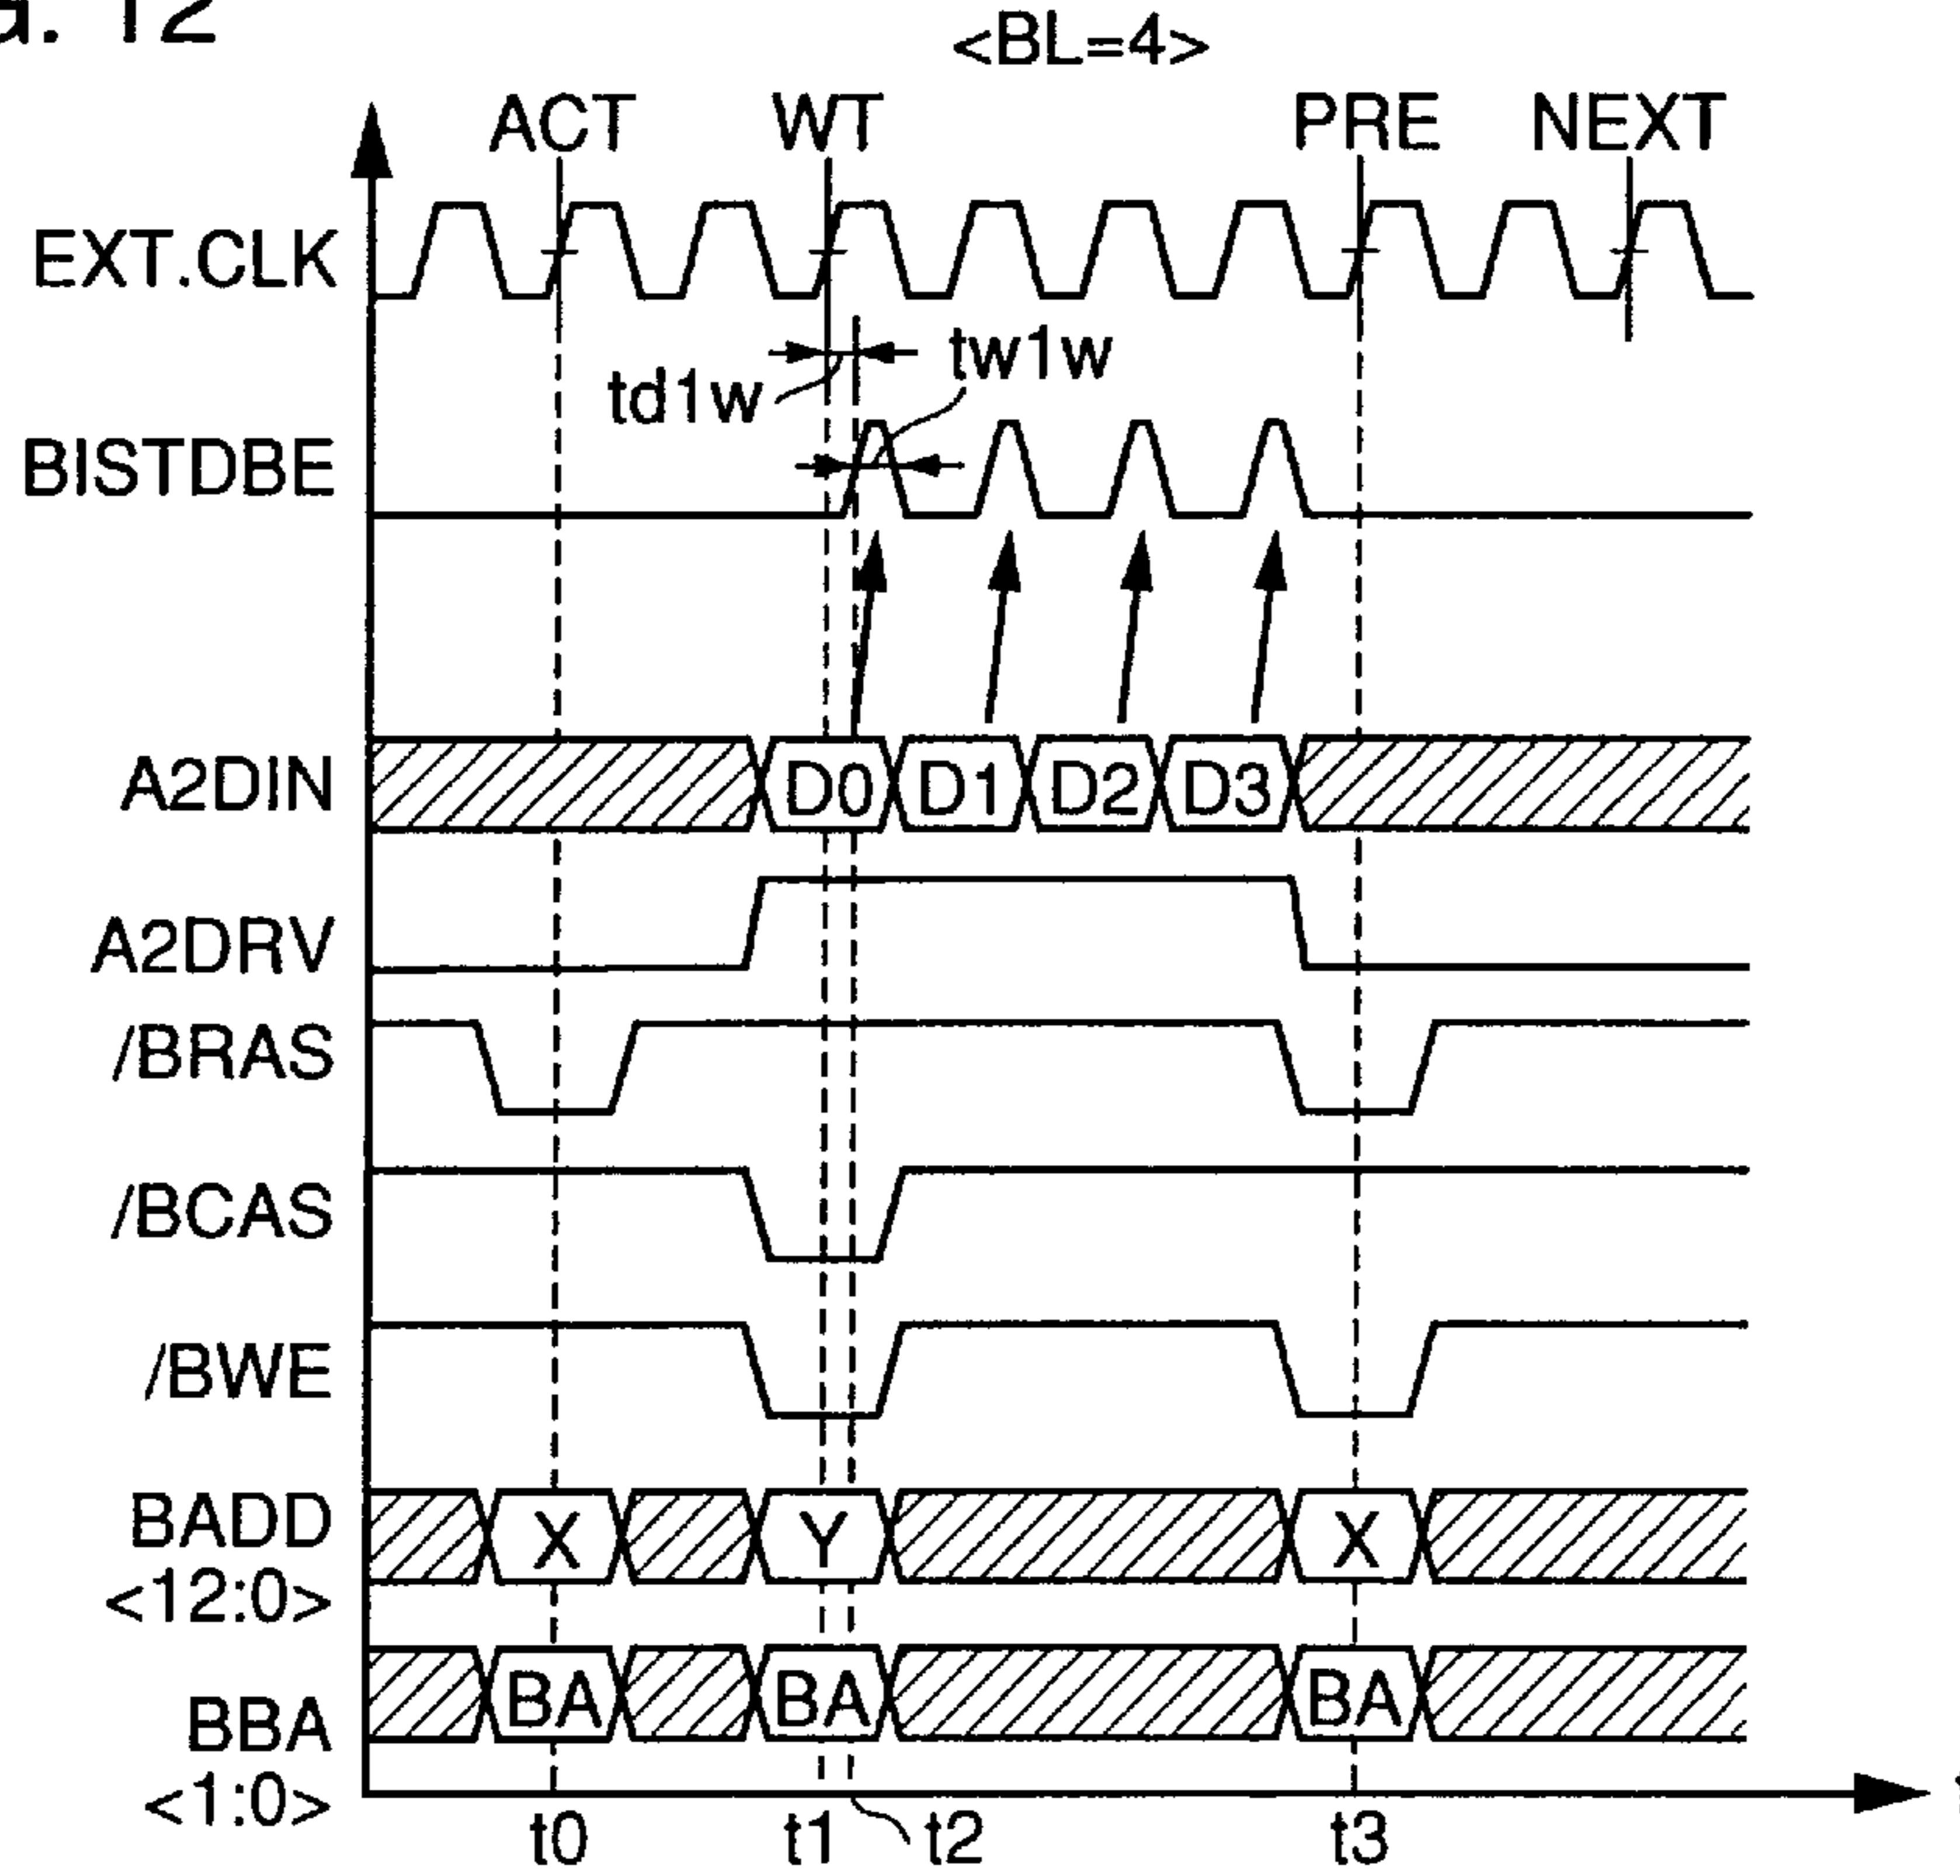 G. 12
<BL=4>
ACT WT PRE NEXT
EXT.CLK
td1w tw1w
BISTDBE
A2DIN D0 D1 D2 D3
A2DRV
/BRAS
/BCAS
/BWE
BADD X Y X
<12:0>
BBA BA BA BA
<1:0>
t0 t1 t2 t3